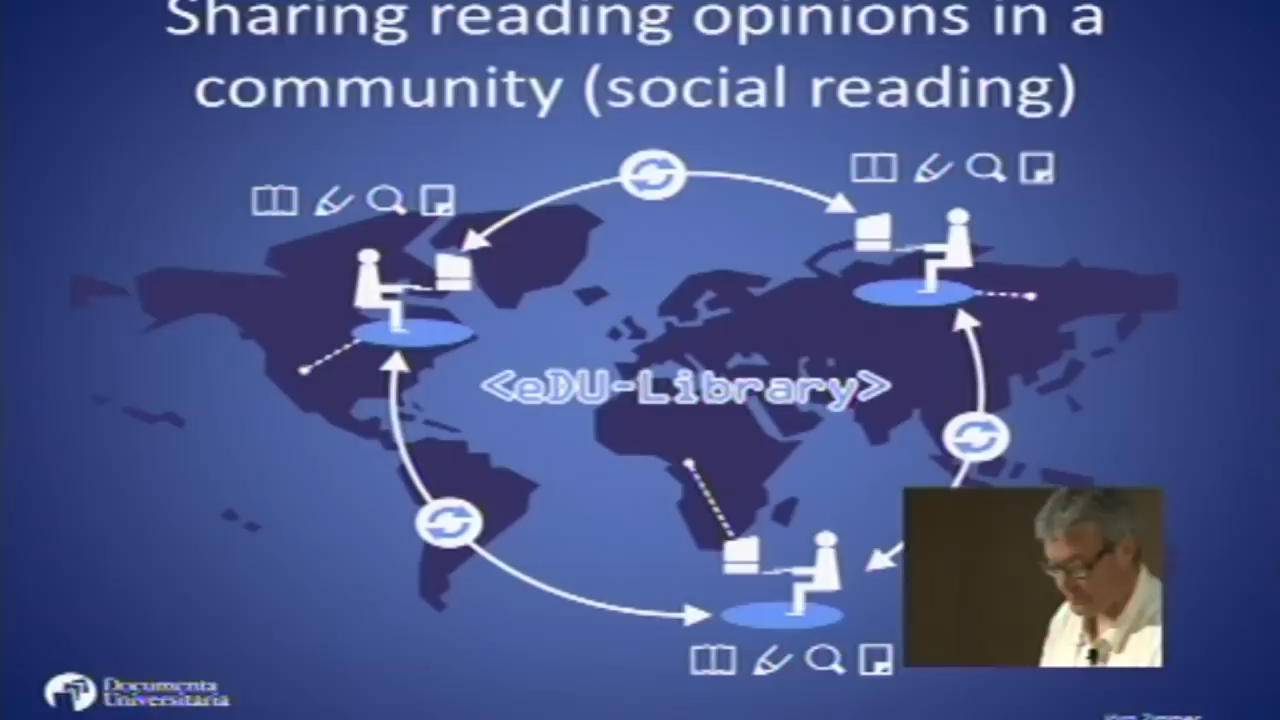 Sharing reading opinions in a
community (social reading)
<eDU-Library>
Documenta
Universitaria